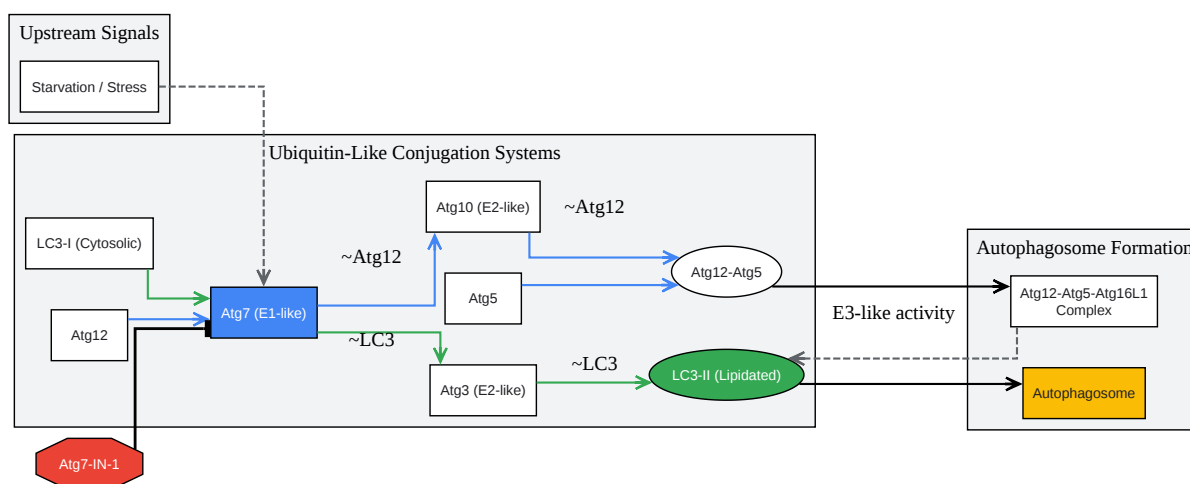 Upstream Signals
Starvation / Stress
Ubiquitin-Like Conjugation Systems
Atg10 (E2-like)
~Atg12
LC3-I (Cytosolic)
~Atg12
Autophagosome Formation
Atg12-Atg5
Atg5
Atg12-Atg5-Atg16L1
Complex
Atg7 (E1-like)
E3-like activity
Atg12
~LC3
~LC3
LC3-II (Lipidated)
Atg3 (E2-like)
Autophagosome
Atg7-IN-1